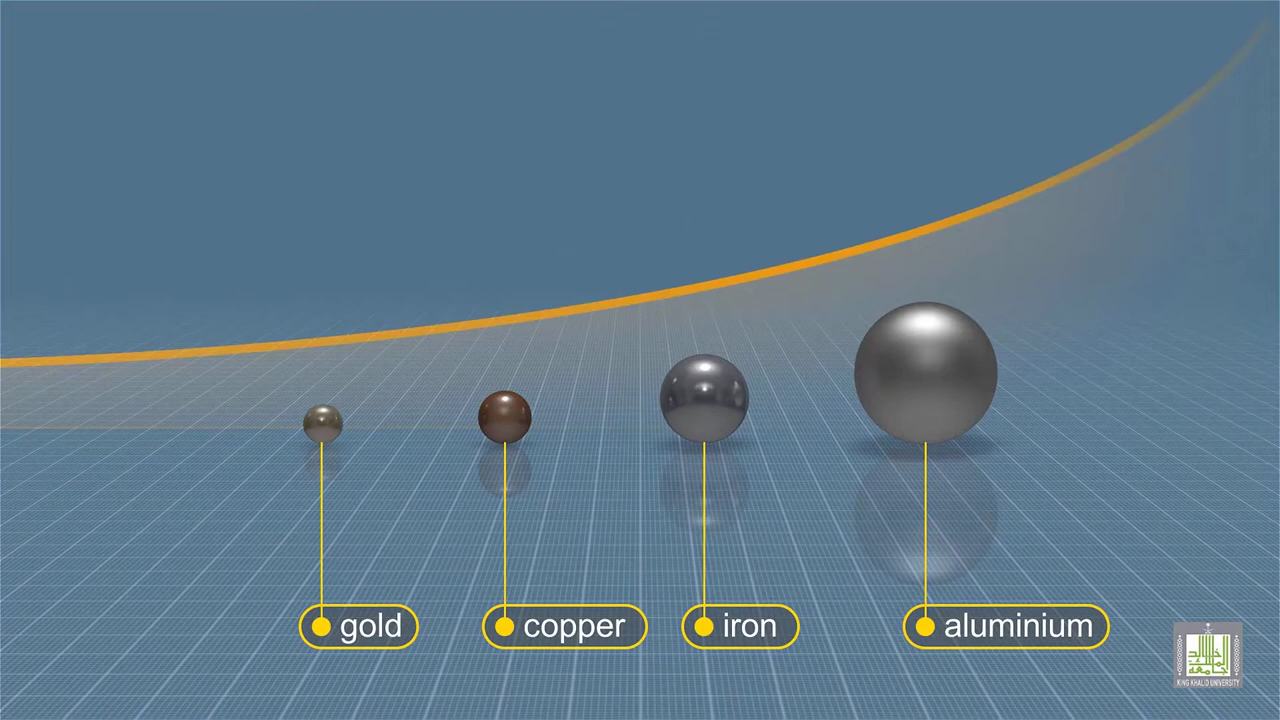 gold
copper
iron
aluminium
KING KHALID UNIVERSITY